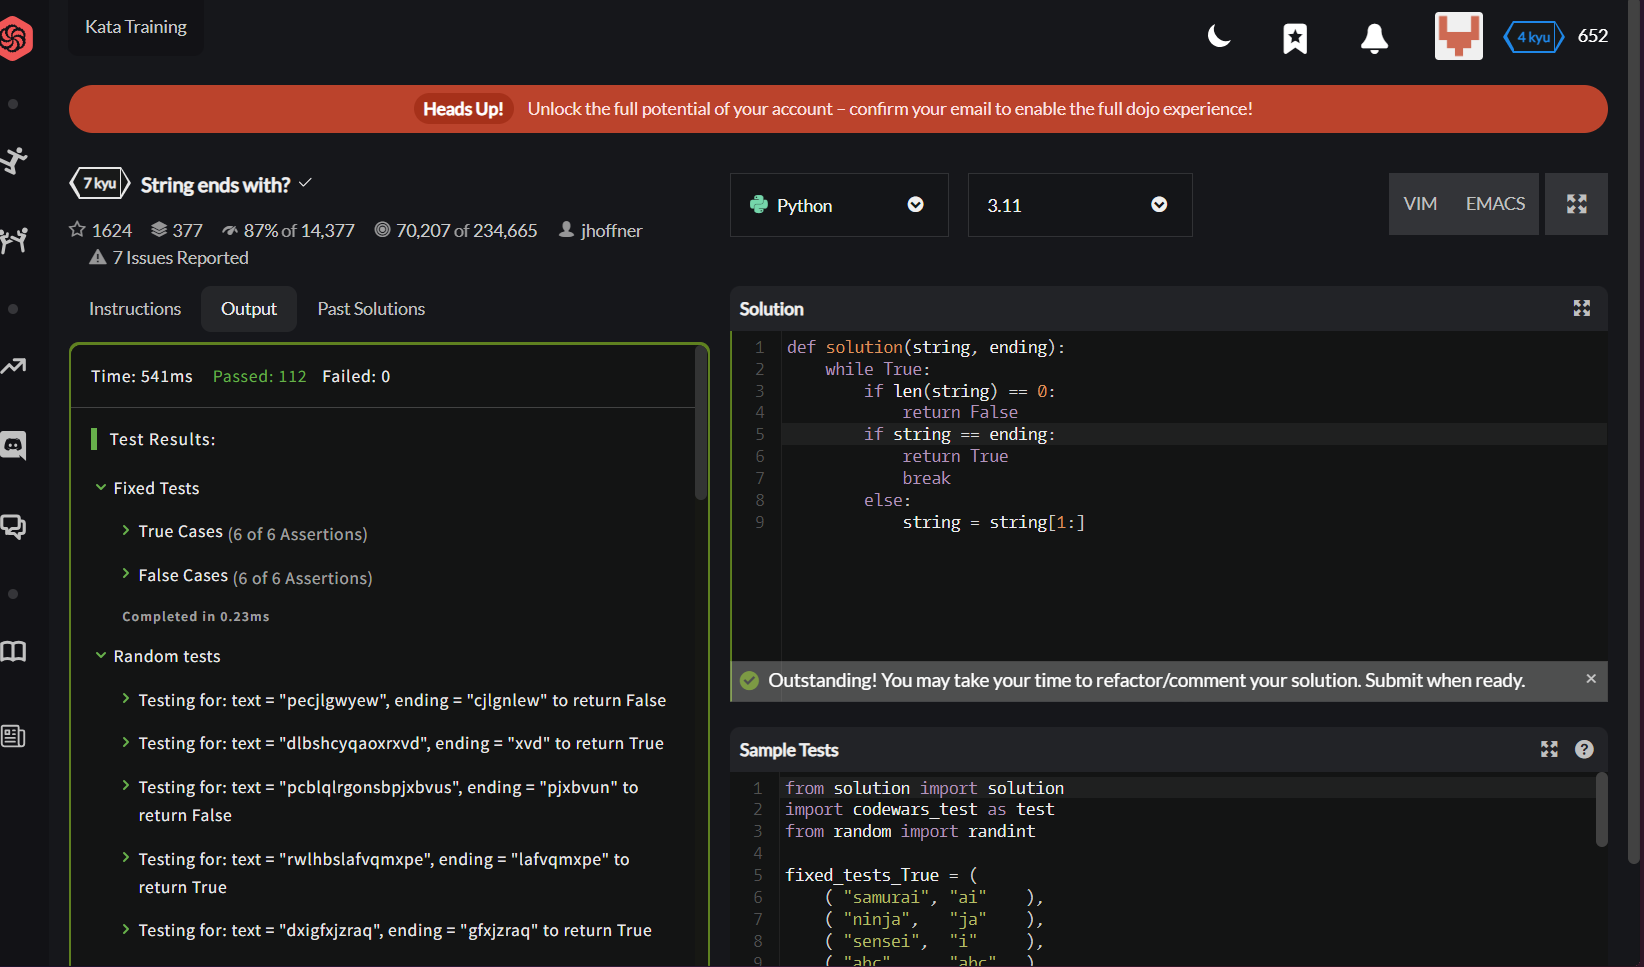 Kata Training
4 kyu
652
Heads Up! Unlock the full potential of your account – confirm your email to enable the full dojo experience!
7 kyu String ends with?
1624 377 87% of 14,377 70,207 of 234,665 jhoffner
7 Issues Reported
Python
3.11
VIM EMACS
Instructions Output Past Solutions
Time: 541ms Passed: 112 Failed: 0
Test Results:
Fixed Tests
True Cases (6 of 6 Assertions)
False Cases (6 of 6 Assertions)
Completed in 0.23ms
Random tests
Testing for: text = "pecjlgwyew", ending = "cjlgnlew" to return False
Testing for: text = "dlbshcyqaoxrxvd", ending = "xvd" to return True
Testing for: text = "pcblqlrgonsbpjxbvus", ending = "pjxbvun" to
return False
Testing for: text = "rwlhbslafvqmxpe", ending = "lafvqmxpe" to
return True
Testing for: text = "dxigfxjzraq", ending = "gfxjzraq" to return True
Solution
1 def solution(string, ending):
2     while True:
3         if len(string) == 0:
4             return False
5         if string == ending:
6             return True
7             break
8         else:
9             string = string[1:]
Outstanding! You may take your time to refactor/comment your solution. Submit when ready.
Sample Tests
1 from solution import solution
2 import codewars_test as test
3 from random import randint
4
5 fixed_tests_True = (
6     ( "samurai", "ai"    ),
7     ( "ninja",   "ja"    ),
8     ( "sensei",  "i"     ),
9     ( "abc"      "abc"   )